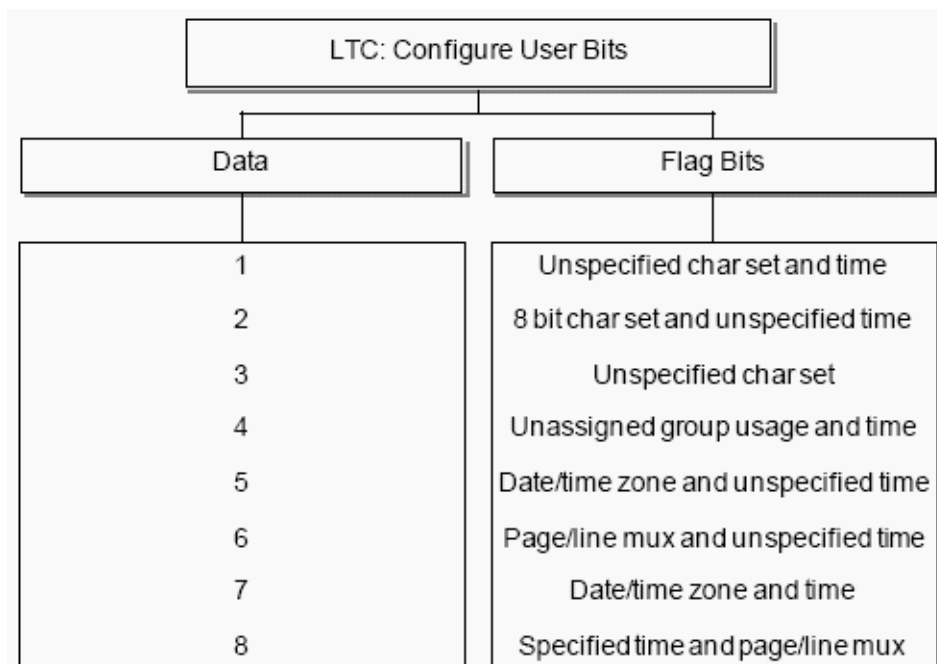 LTC: Configure User Bits
Data
Flag Bits
1
Unspecified char set and time
2
8 bit char set and unspecified time
3
Unspecified char set
4
Unassigned group usage and time
5
Date/time zone and unspecified time
6
Page/line mux and unspecified time
7
Date/time zone and time
8
Specified time and page/line mux